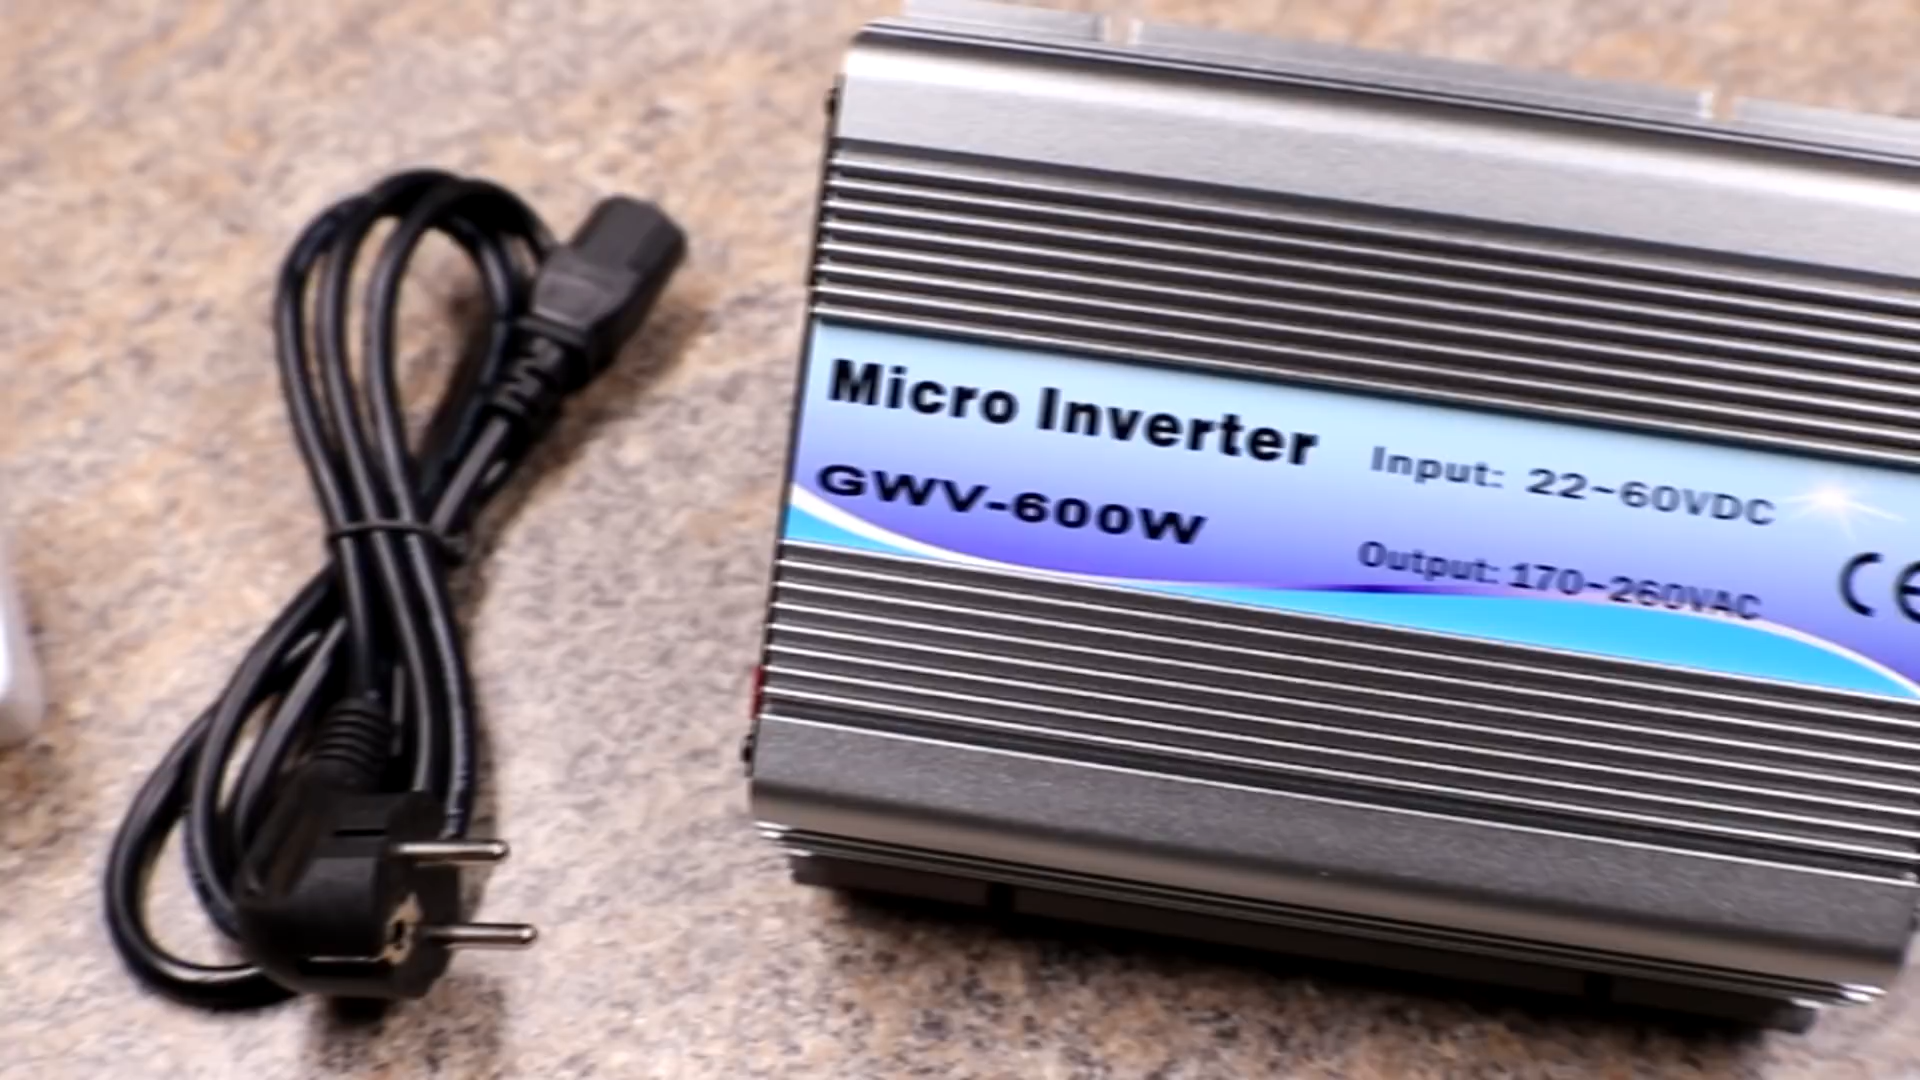 Micro Inverter
GWV-600W
Input: 22~60VDC
Output: 170~260VAC
CE